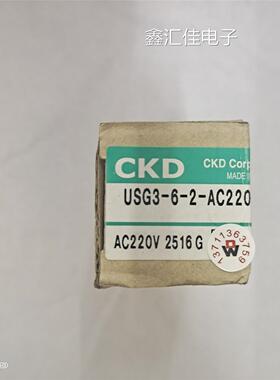 鑫汇佳电子
CKD
CKD Corp
MADE
USG3-6-2-AC220
AC220V 2516 G
13711363759